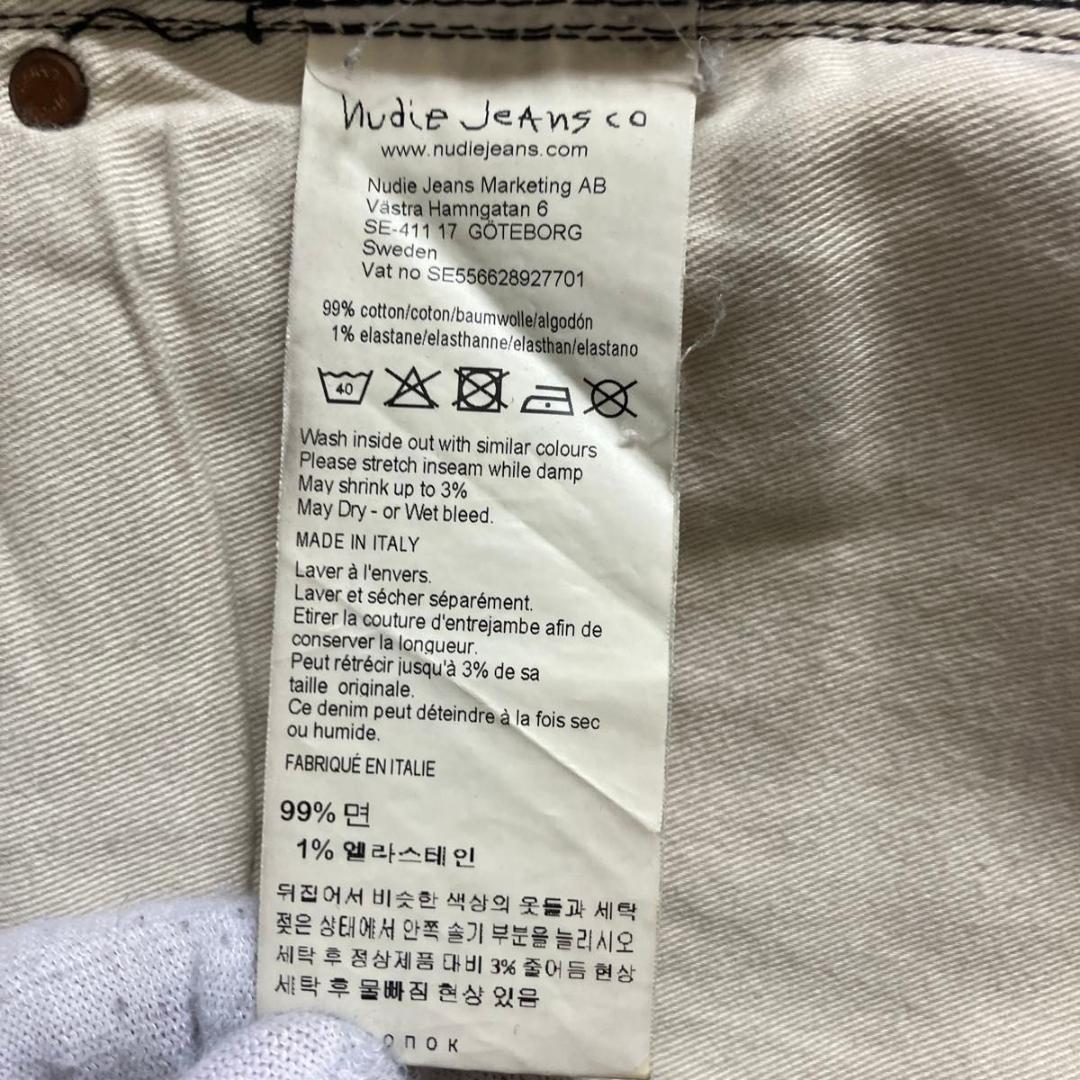 nudie JeAns co
www.nudiejeans.com
Nudie Jeans Marketing AB
Västra Hamngatan 6
SE-411 17 GÖTEBORG
Sweden
Vat no SE556628927701
99% cotton/coton/baumwolle/algodón
1% elastane/elasthanne/elasthan/elastano
40
Wash inside out with similar colours
Please stretch inseam while damp
May shrink up to 3%
May Dry - or Wet bleed.
MADE IN ITALY
Laver à l'envers.
Laver et sécher séparément.
Etirer la couture d'entrejambe afin de
conserver la longueur.
Peut rétrécir jusqu'à 3% de sa
taille originale.
Ce denim peut déteindre à la fois sec
ou humide.
FABRIQUÉ EN ITALIE
99% 면
1% 엘라스테인
뒤집어서 비슷한 색상의 옷들과 세탁
젖은 상태에서 안쪽 솔기 부분을 늘리시오
세탁 후 정상제품 대비 3% 줄어듬 현상
세탁 후 물빠짐 현상 있음